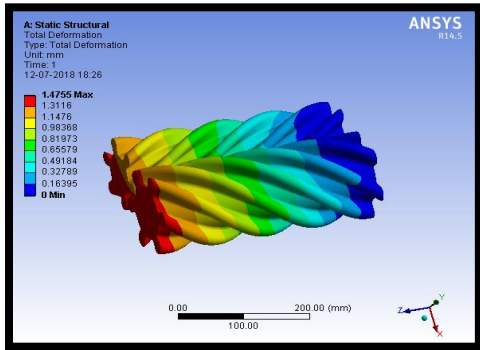 A: Static Structural
Total Deformation
Type: Total Deformation
Unit: mm
Time: 1
12-07-2018 18:26
1.4755 Max
1.3116
1.1476
0.98368
0.81973
0.65579
0.49184
0.32789
0.16395
0 Min
ANSYS
R14.5
0.00 200.00 (mm)
100.00
Y
Z
X